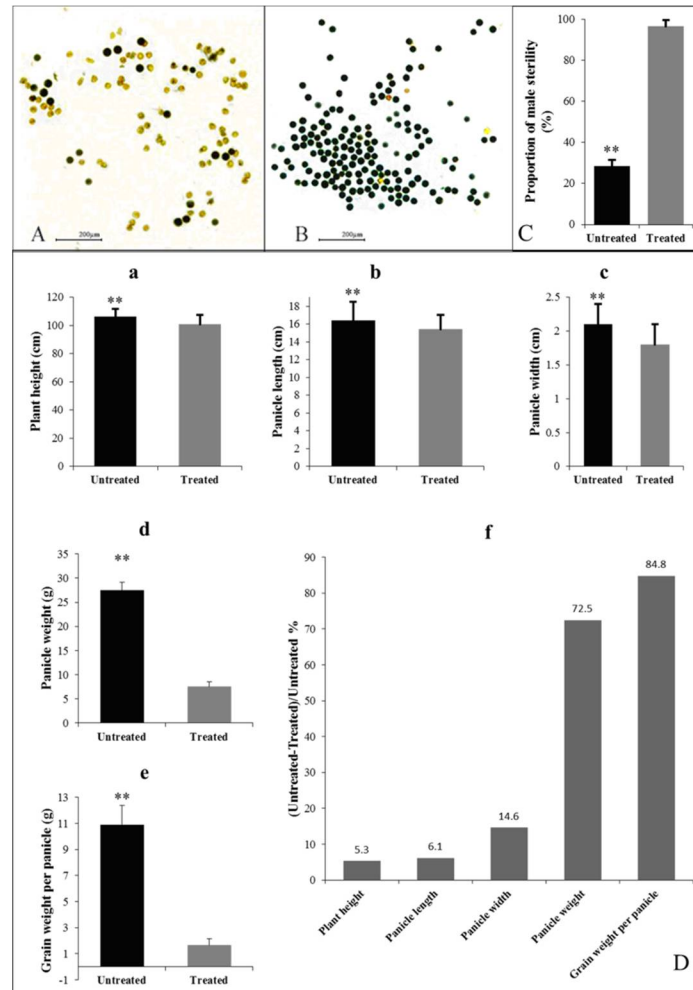 A
200μm
B
200μm
Proportion of male sterility
(%)
100
80
60
40
20
0
**
Untreated
Treated
C
a
Plant height (cm)
120
100
80
60
40
20
0
**
Untreated
Treated
b
Panicle length (cm)
18
16
14
12
10
8
6
4
2
0
**
Untreated
Treated
c
Panicle width (cm)
2.5
2
1.5
1
0.5
0
**
Untreated
Treated
d
Panicle weight (g)
35
30
25
20
15
10
5
0
**
Untreated
Treated
e
Grain weight per panicle (g)
13
11
9
7
5
3
1
-1
**
Untreated
Treated
f
(Untreated-Treated)/Untreated %
90
80
70
60
50
40
30
20
10
0
5.3
6.1
14.6
72.5
84.8
Plant height
Panicle length
Panicle width
Panicle weight
Grain weight per panicle
D